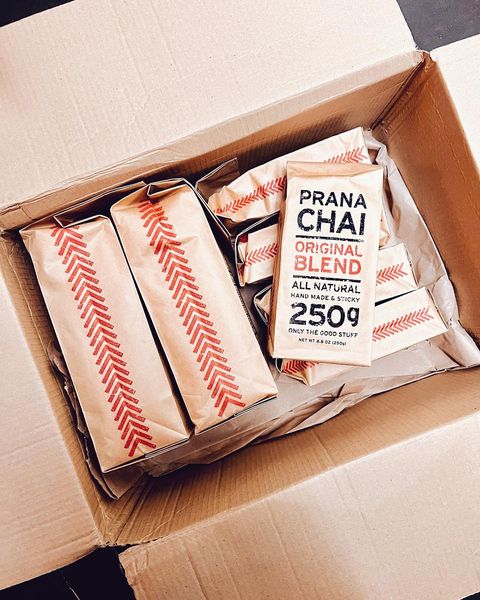 PRANA
CHAI
ORIGINAL
BLEND
ALL NATURAL
HAND MADE & STICKY
250g
ONLY THE GOOD STUFF
NET WT 8.8 OZ (250g)